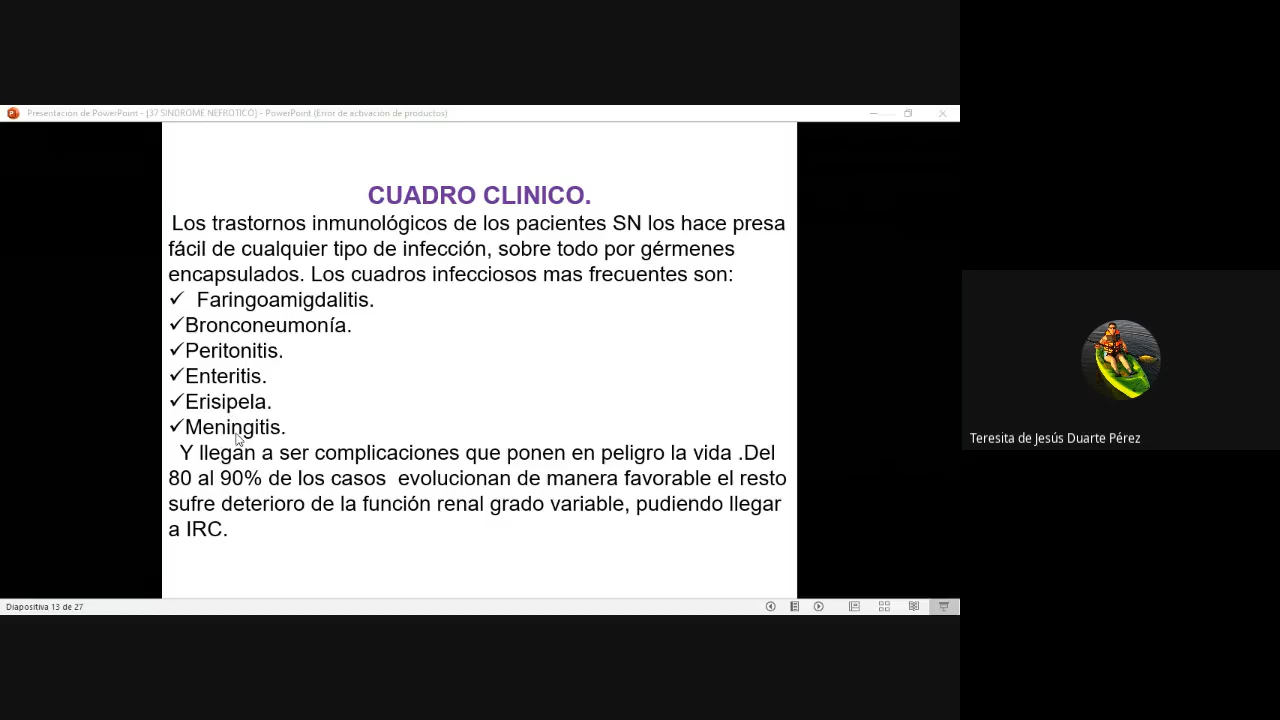 Presentación de PowerPoint - [37 SINDROME NEFROTICO] - PowerPoint (Error de activación de productos)
CUADRO CLINICO.
Los trastornos inmunológicos de los pacientes SN los hace presa
fácil de cualquier tipo de infección, sobre todo por gérmenes
encapsulados. Los cuadros infecciosos mas frecuentes son:
✓ Faringoamigdalitis.
✓Bronconeumonía.
✓Peritonitis.
✓Enteritis.
✓Erisipela.
✓Meningitis.
Y llegan a ser complicaciones que ponen en peligro la vida .Del
80 al 90% de los casos evolucionan de manera favorable el resto
sufre deterioro de la función renal grado variable, pudiendo llegar
a IRC.
Diapositiva 13 de 27
Teresita de Jesús Duarte Pérez